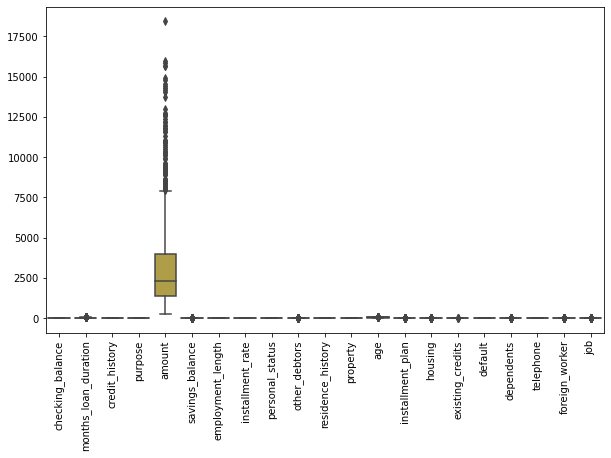 17500
15000
12500
10000
7500
5000
2500
0
checking_balance
months_loan_duration
credit_history
purpose
amount
savings_balance
employment_length
installment_rate
personal_status
other_debtors
residence_history
property
age
installment_plan
housing
existing_credits
default
dependents
telephone
foreign_worker
job